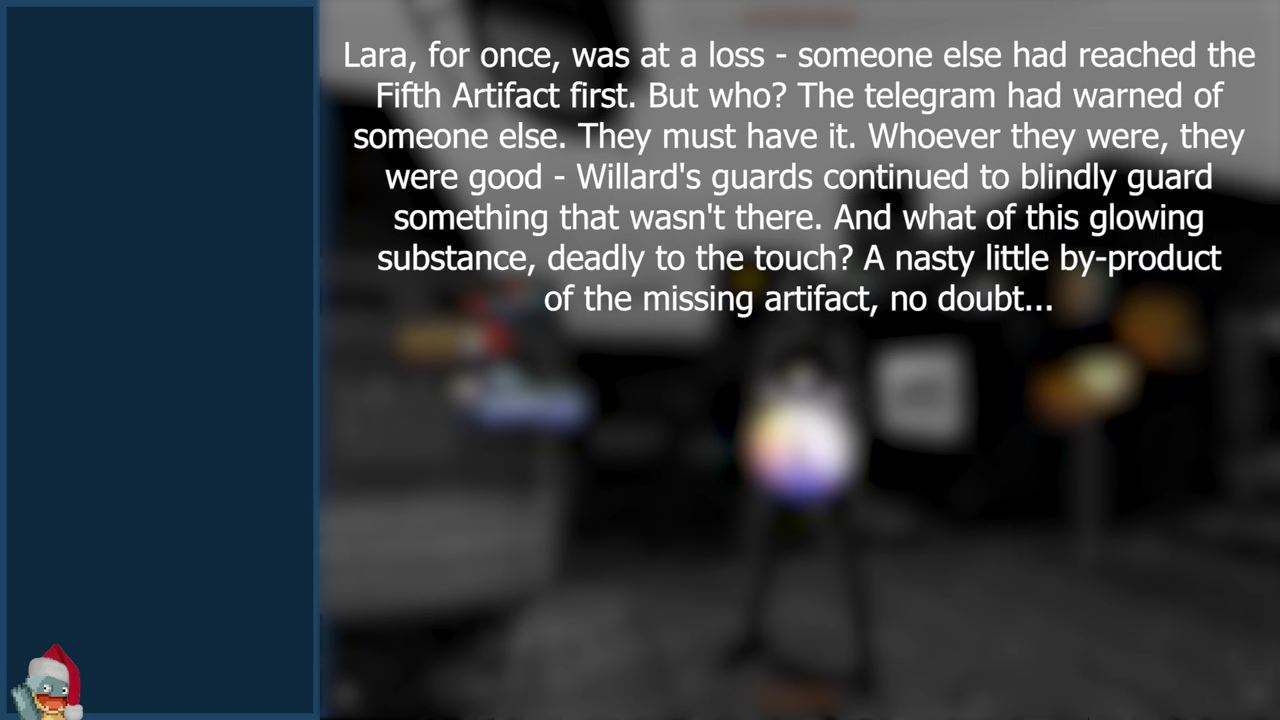 Lara, for once, was at a loss - someone else had reached the
Fifth Artifact first. But who? The telegram had warned of
someone else. They must have it. Whoever they were, they
were good - Willard's guards continued to blindly guard
something that wasn't there. And what of this glowing
substance, deadly to the touch? A nasty little by-product
of the missing artifact, no doubt...